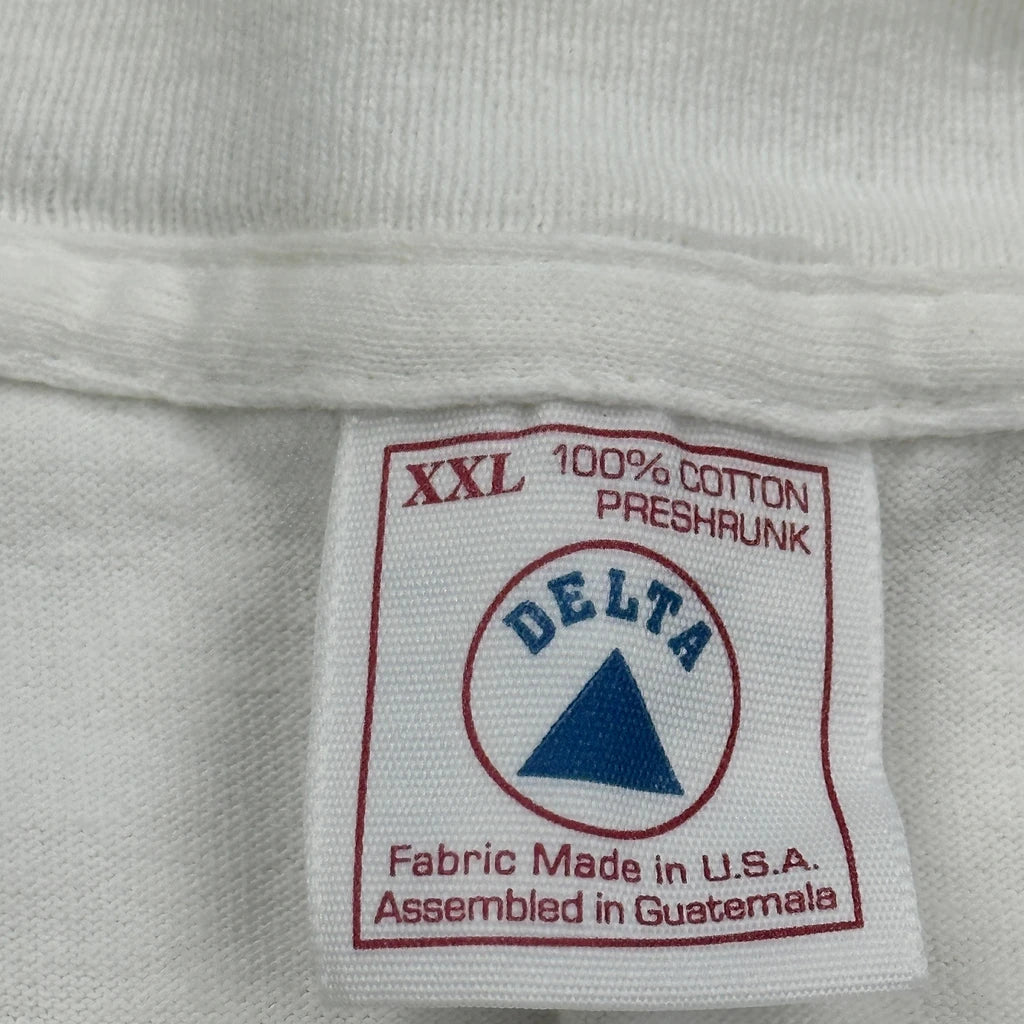 XXL
100% COTTON
PRESHRUNK
DELTA
Fabric Made in U.S.A.
Assembled in Guatemala